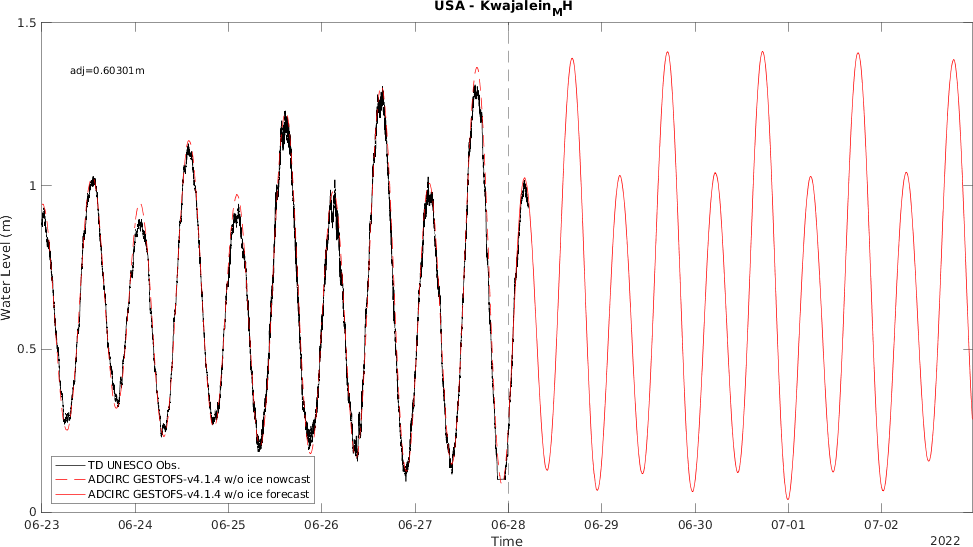 USA - Kwajalein_MH
1.5
adj=0.60301m
1
Water Level (m)
0.5
TD UNESCO Obs.
ADCIRC GESTOFS-v4.1.4 w/o ice nowcast
ADCIRC GESTOFS-v4.1.4 w/o ice forecast
0
06-23 06-24 06-25 06-26 06-27 06-28 06-29 06-30 07-01 07-02
Time
2022